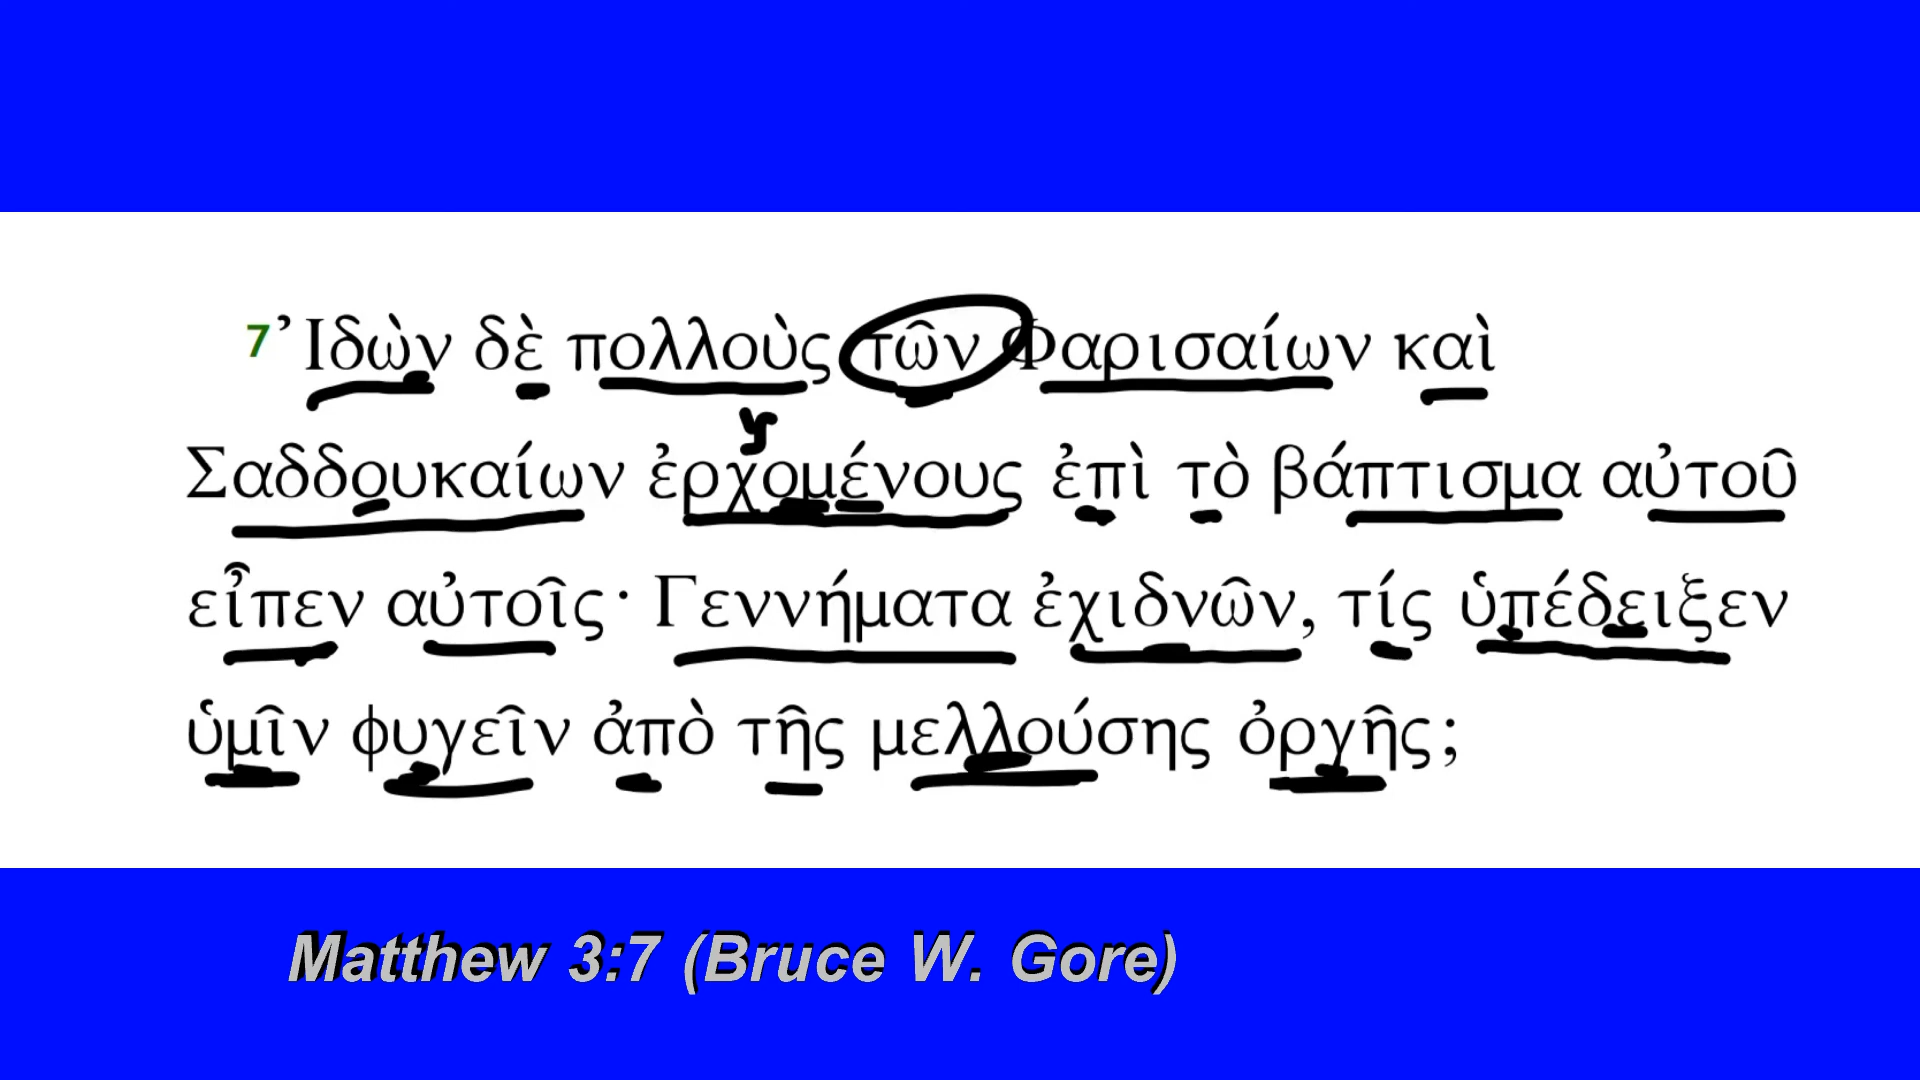 7 Ἰδὼν δὲ πολλοὺς τῶν Φαρισαίων καὶ
Σαδδουκαίων ἐρχομένους ἐπὶ τὸ βάπτισμα αὐτοῦ
εἶπεν αὐτοῖς· Γεννήματα ἐχιδνῶν, τίς ὑπέδειξεν
ὑμῖν φυγεῖν ἀπὸ τῆς μελλούσης ὀργῆς;
Matthew 3:7 (Bruce W. Gore)